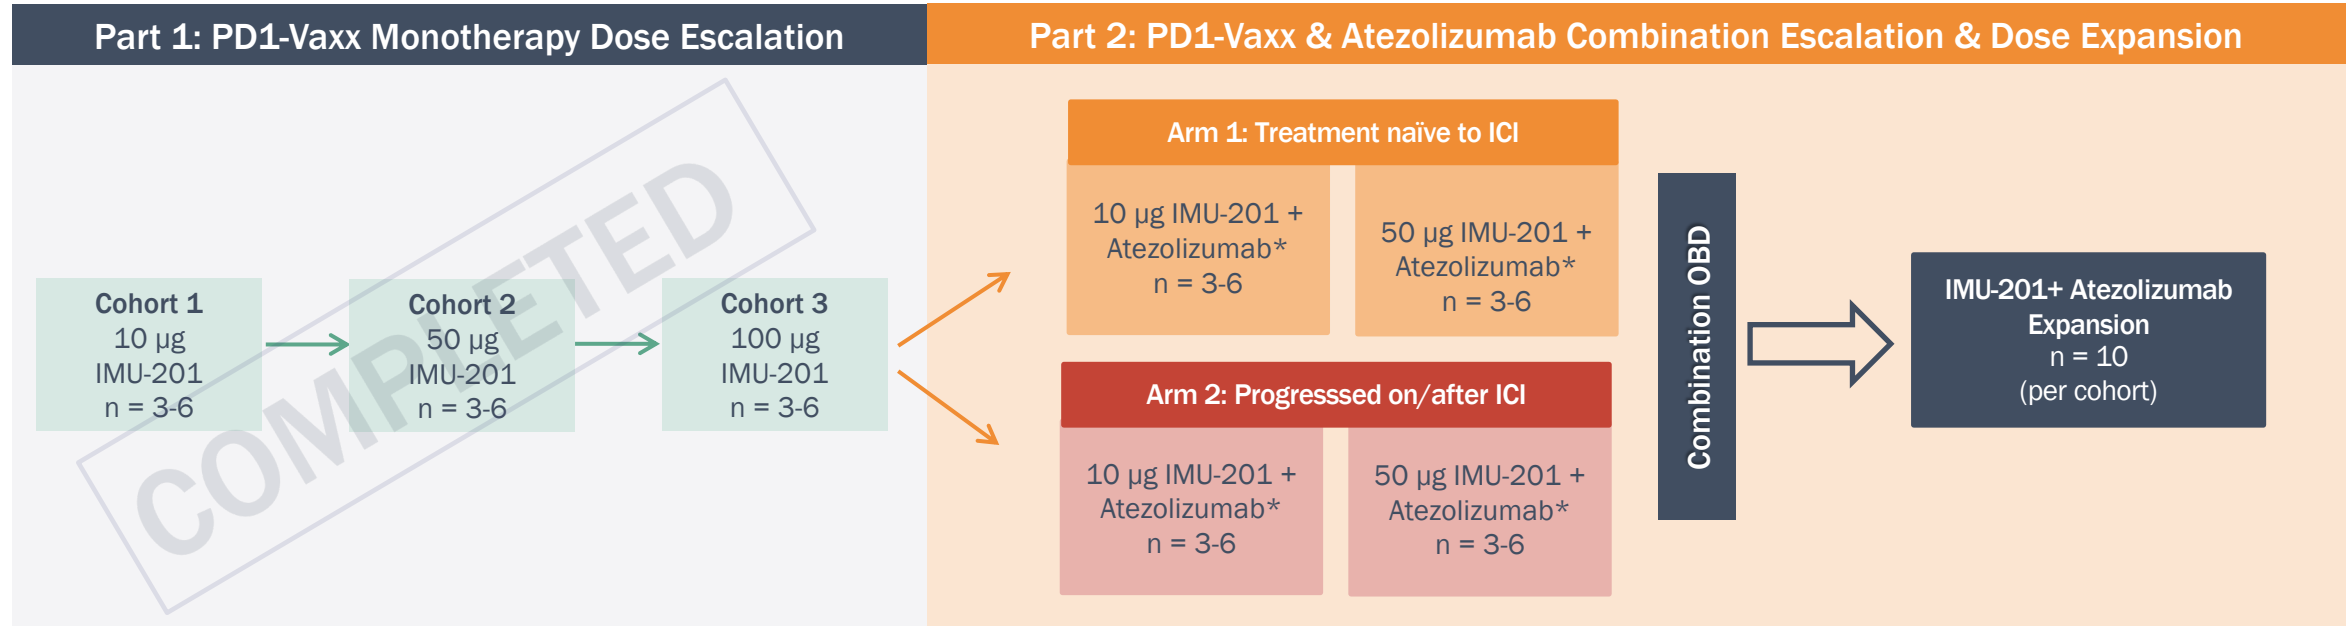 Part 1: PD1-Vaxx Monotherapy Dose Escalation
Part 2: PD1-Vaxx & Atezolizumab Combination Escalation & Dose Expansion
COMPLETED
Cohort 1
10 µg
IMU-201
n = 3-6
Cohort 2
50 µg
IMU-201
n = 3-6
Cohort 3
100 µg
IMU-201
n = 3-6
Arm 1: Treatment naïve to ICI
10 µg IMU-201 +
Atezolizumab*
n = 3-6
50 µg IMU-201 +
Atezolizumab*
n = 3-6
Arm 2: Progresssed on/after ICI
10 µg IMU-201 +
Atezolizumab*
n = 3-6
50 µg IMU-201 +
Atezolizumab*
n = 3-6
Combination OBD
IMU-201+ Atezolizumab
Expansion
n = 10
(per cohort)